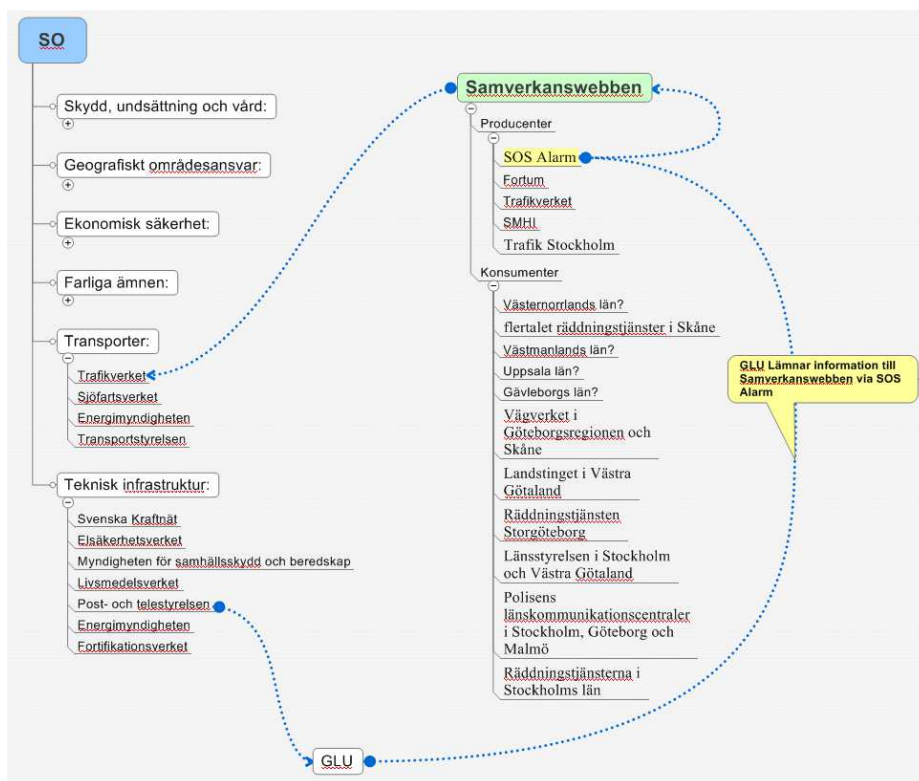 SO
Skydd, undsättning och vård:
Geografiskt områdesansvar:
Ekonomisk säkerhet:
Farliga ämnen:
Transporter:
Trafikverket
Sjöfartsverket
Energimyndigheten
Transportstyrelsen
Teknisk infrastruktur:
Svenska Kraftnät
Elsäkerhetsverket
Myndigheten för samhällsskydd och beredskap
Livsmedelsverket
Post- och telestyrelsen
Energimyndigheten
Fortifikationsverket
Samverkanswebben
Producenter
SOS Alarm
Fortum
Trafikverket
SMHI
Trafik Stockholm
Konsumenter
Västernorrlands län?
flertalet räddningstjänster i Skåne
Västmanlands län?
Uppsala län?
Gävleborgs län?
Vägverket i
Göteborgsregionen och
Skåne
Landstinget i Västra
Götaland
Räddningstjänsten
Storgöteborg
Länsstyrelsen i Stockholm
och Västra Götaland
Polisens
länskommunikationscentraler
i Stockholm, Göteborg och
Malmö
Räddningstjänsterna i
Stockholms län
GLU Lämnar information till
Samverkanswebben via SOS
Alarm
GLU